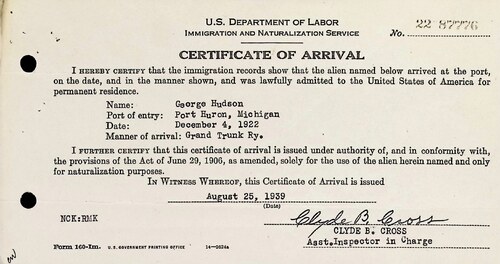 U.S. DEPARTMENT OF LABOR
IMMIGRATION AND NATURALIZATION SERVICE
No. 22 87776
CERTIFICATE OF ARRIVAL
I HEREBY CERTIFY that the immigration records show that the alien named below arrived at the port,
on the date, and in the manner shown, and was lawfully admitted to the United States of America for
permanent residence.
Name: George Hudson
Port of entry: Port Huron, Michigan
Date: December 4, 1922
Manner of arrival: Grand Trunk Ry.
I FURTHER CERTIFY that this certificate of arrival is issued under authority of, and in conformity with,
the provisions of the Act of June 29, 1906, as amended, solely for the use of the alien herein named and only
for naturalization purposes.
IN WITNESS WHEREOF, this Certificate of Arrival is issued
August 25, 1939
(Date)
NCK:RMK
Clyde B. Cross
CLYDE B. CROSS
Asst.Inspector in Charge
Form 160-Im. U. S. GOVERNMENT PRINTING OFFICE